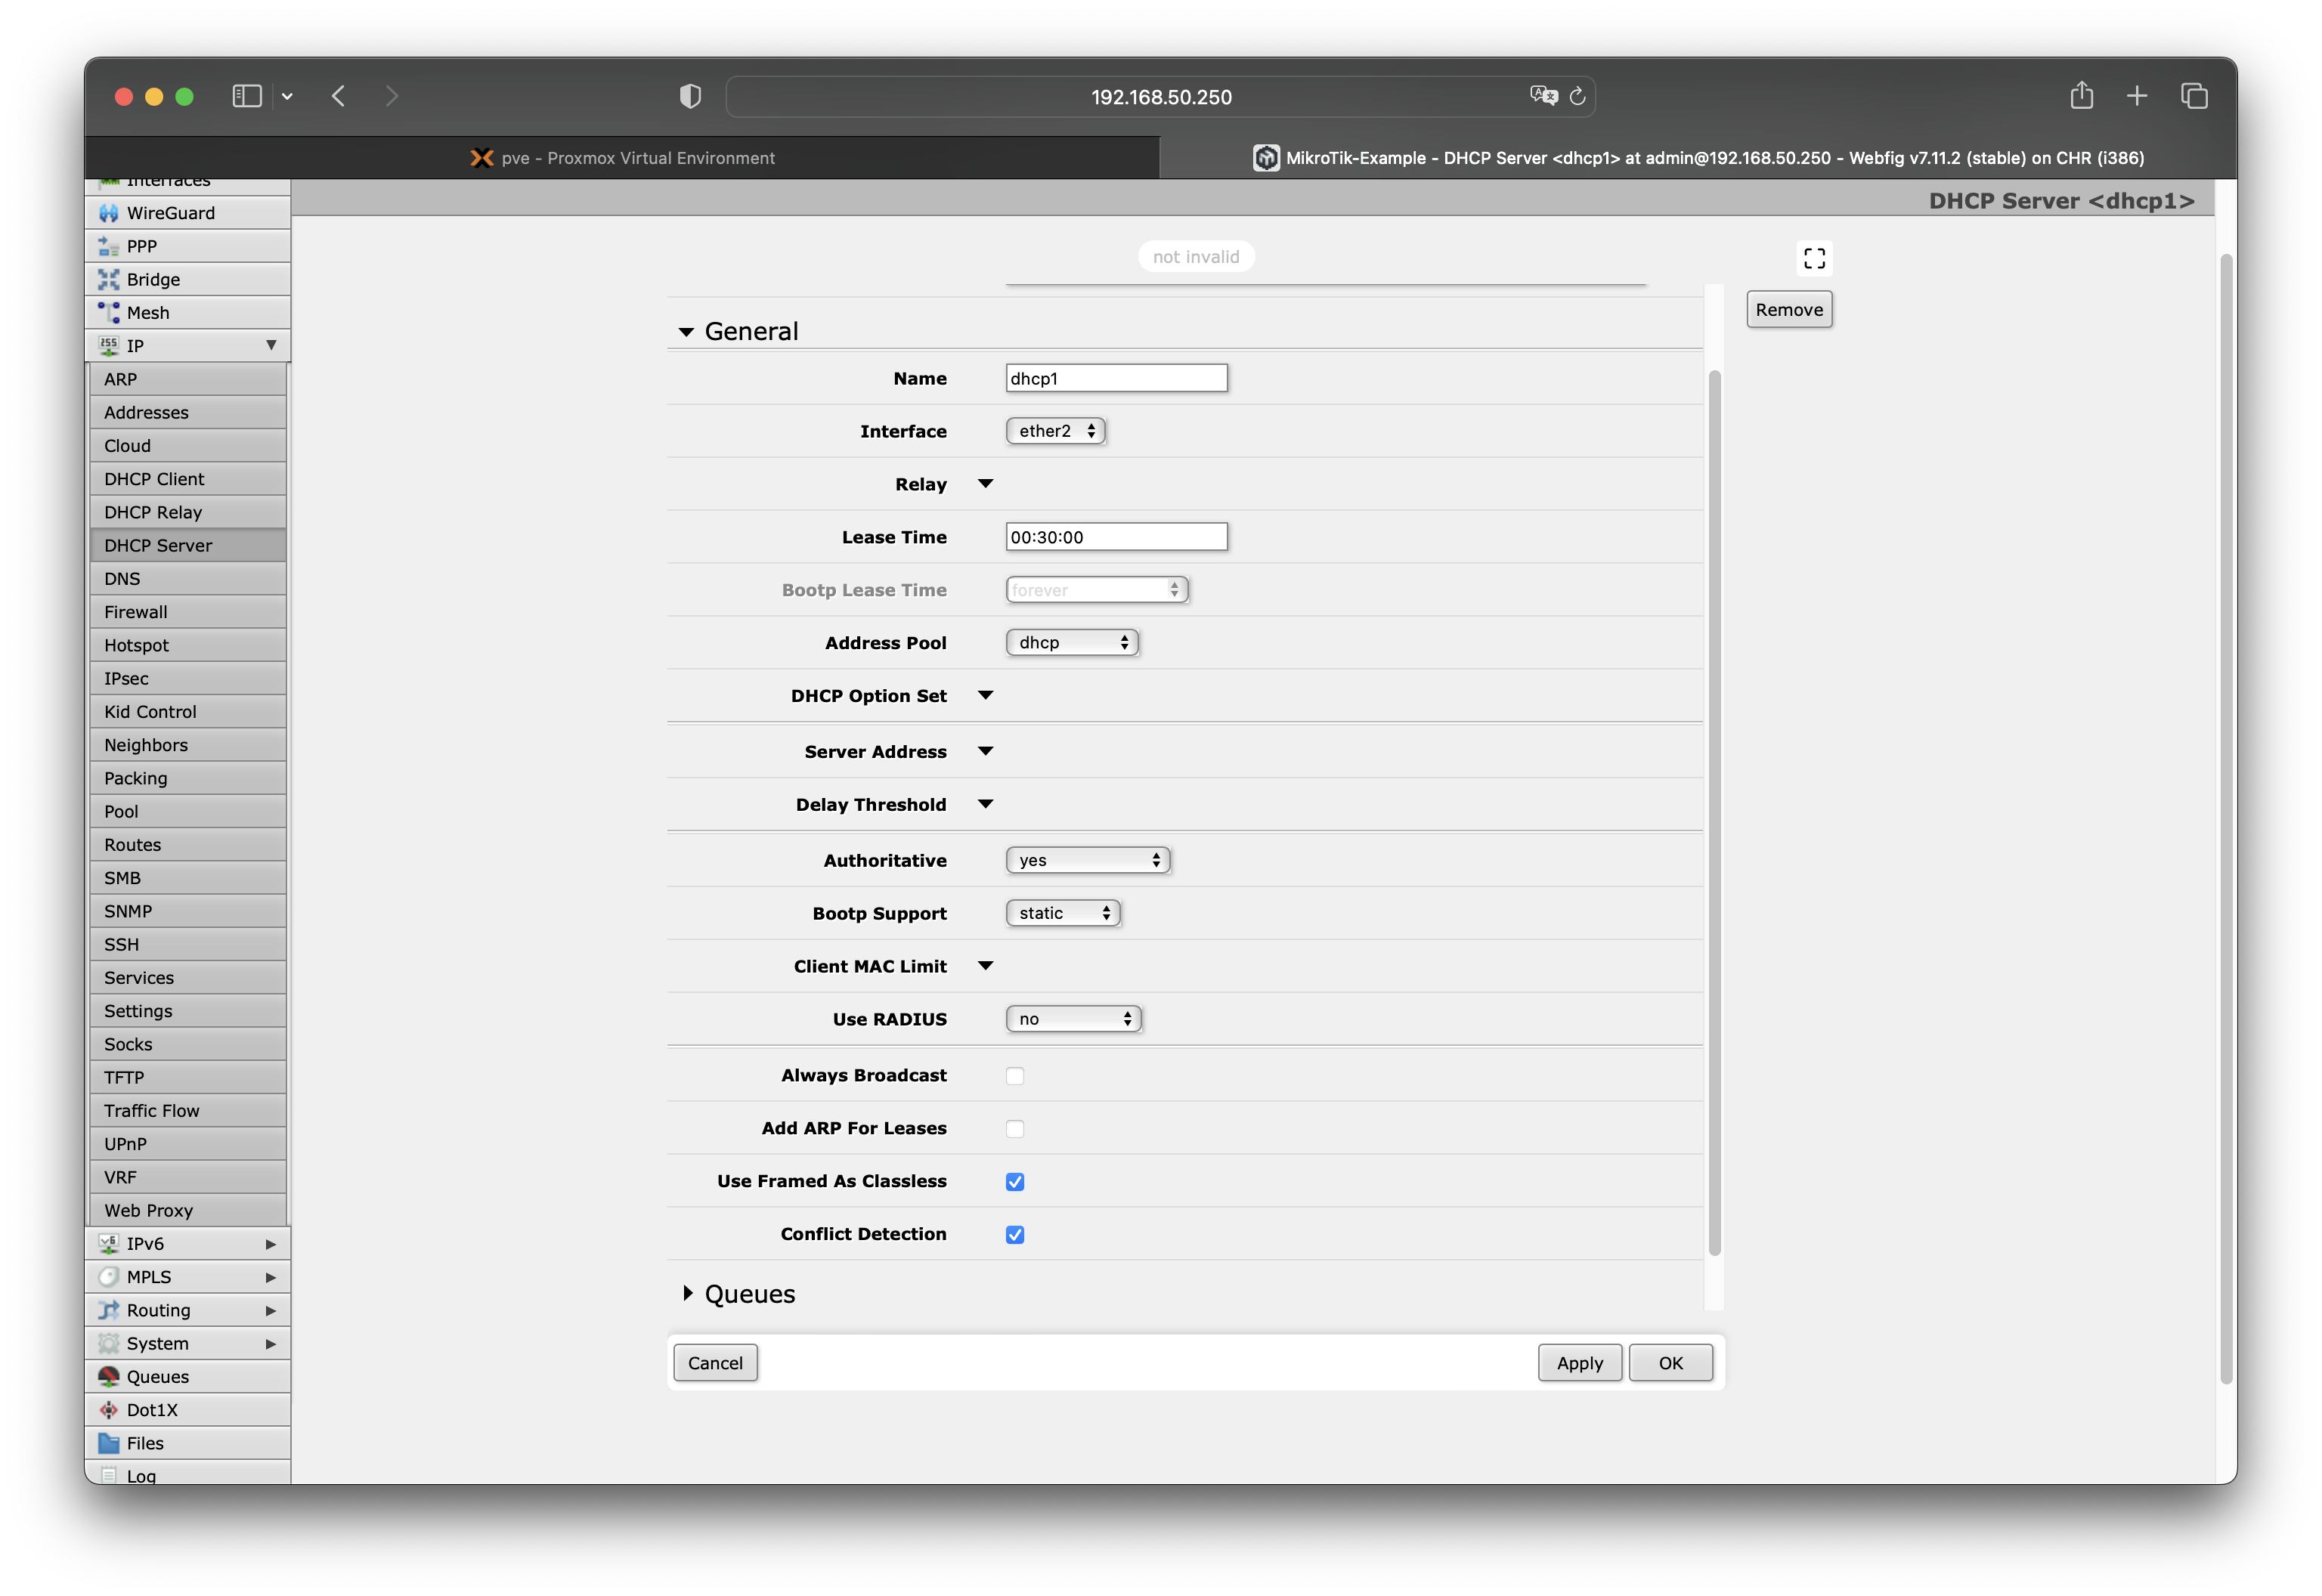 192.168.50.250
pve - Proxmox Virtual Environment
MikroTik-Example - DHCP Server <dhcp1> at admin@192.168.50.250 - Webfig v7.11.2 (stable) on CHR (i386)
Interfaces
WireGuard
PPP
Bridge
Mesh
255 IP
ARP
Addresses
Cloud
DHCP Client
DHCP Relay
DHCP Server
DNS
Firewall
Hotspot
IPsec
Kid Control
Neighbors
Packing
Pool
Routes
SMB
SNMP
SSH
Services
Settings
Socks
TFTP
Traffic Flow
UPnP
VRF
Web Proxy
v6 IPv6
MPLS
Routing
System
Queues
Dot1X
Files
Log
DHCP Server <dhcp1>
not invalid
Remove
General
Name dhcp1
Interface ether2
Relay
Lease Time 00:30:00
Bootp Lease Time forever
Address Pool dhcp
DHCP Option Set
Server Address
Delay Threshold
Authoritative yes
Bootp Support static
Client MAC Limit
Use RADIUS no
Always Broadcast
Add ARP For Leases
Use Framed As Classless
Conflict Detection
Queues
Cancel Apply OK